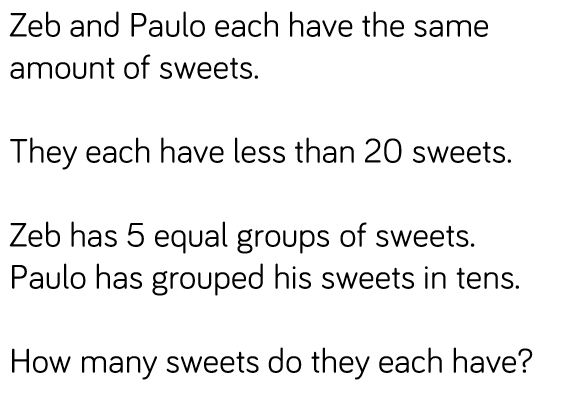 Zeb and Paulo each have the same
amount of sweets.
They each have less than 20 sweets.
Zeb has 5 equal groups of sweets.
Paulo has grouped his sweets in tens.
How many sweets do they each have?